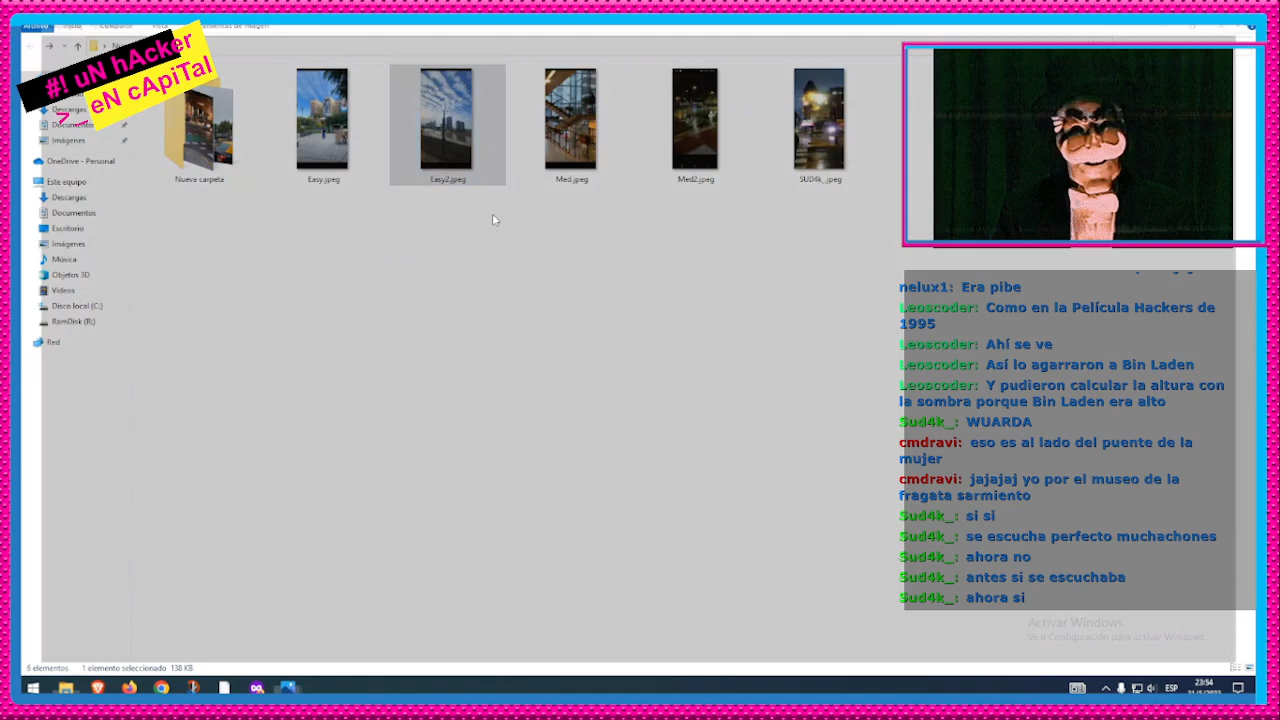 Archivo
Compartir
Vista
#! uN hAcker
>_ eN cApiTal
Descargas
Documentos
Imágenes
OneDrive - Personal
Este equipo
Descargas
Documentos
Escritorio
Imágenes
Música
Objetos 3D
Videos
Disco local (C:)
RamDisk (R:)
Red
Nueva carpeta
Easy.jpeg
Easy2.jpeg
Med.jpeg
Med2.jpeg
SUD4k_.jpeg
nelux1: Era pibe
Leoscoder: Como en la Película Hackers de
1995
Leoscoder: Ahí se ve
Leoscoder: Así lo agarraron a Bin Laden
Leoscoder: Y pudieron calcular la altura con
la sombra porque Bin Laden era alto
Sud4k_: WUARDA
cmdravi: eso es al lado del puente de la
mujer
cmdravi: jajajaj yo por el museo de la
fragata sarmiento
Sud4k_: si si
Sud4k_: se escucha perfecto muchachones
Sud4k_: ahora no
Sud4k_: antes si se escuchaba
Sud4k_: ahora si
Activar Windows
Ve a Configuración para activar Windows.
6 elementos
1 elemento seleccionado 138 KB
ESP
23:54